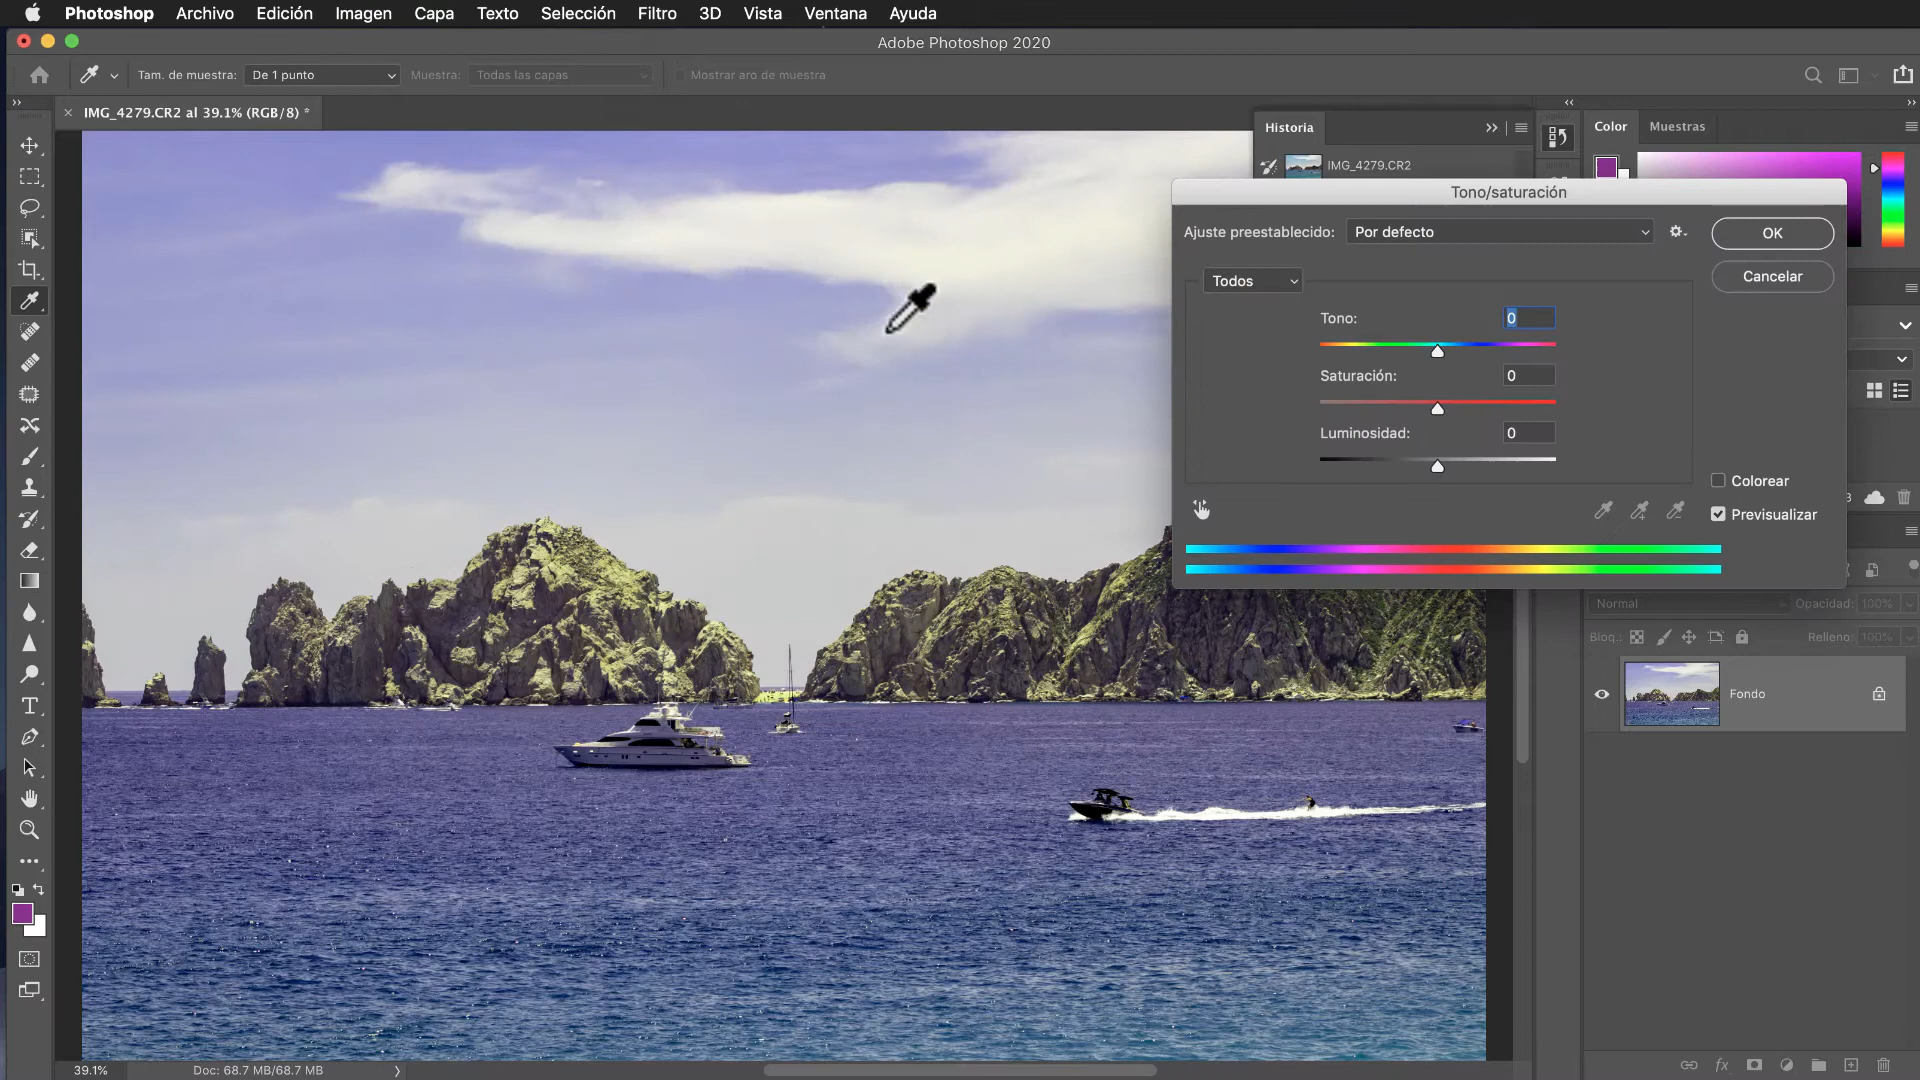 Photoshop Archivo Edición Imagen Capa Texto Selección Filtro 3D Vista Ventana Ayuda
Adobe Photoshop 2020
Tam. de muestra: De 1 punto Muestra: Todas las capas Mostrar aro de muestra
IMG_4279.CR2 al 39.1% (RGB/8) *
Historia
Color Muestras
IMG_4279.CR2
Tono/saturación
Ajuste preestablecido: Por defecto
OK
Cancelar
Todos
Tono: 0
Saturación: 0
Luminosidad: 0
Colorear
Previsualizar
Normal Opacidad: 100%
Bloq.: Relleno: 100%
Fondo
T
fx
39.1% Doc: 68.7 MB/68.7 MB